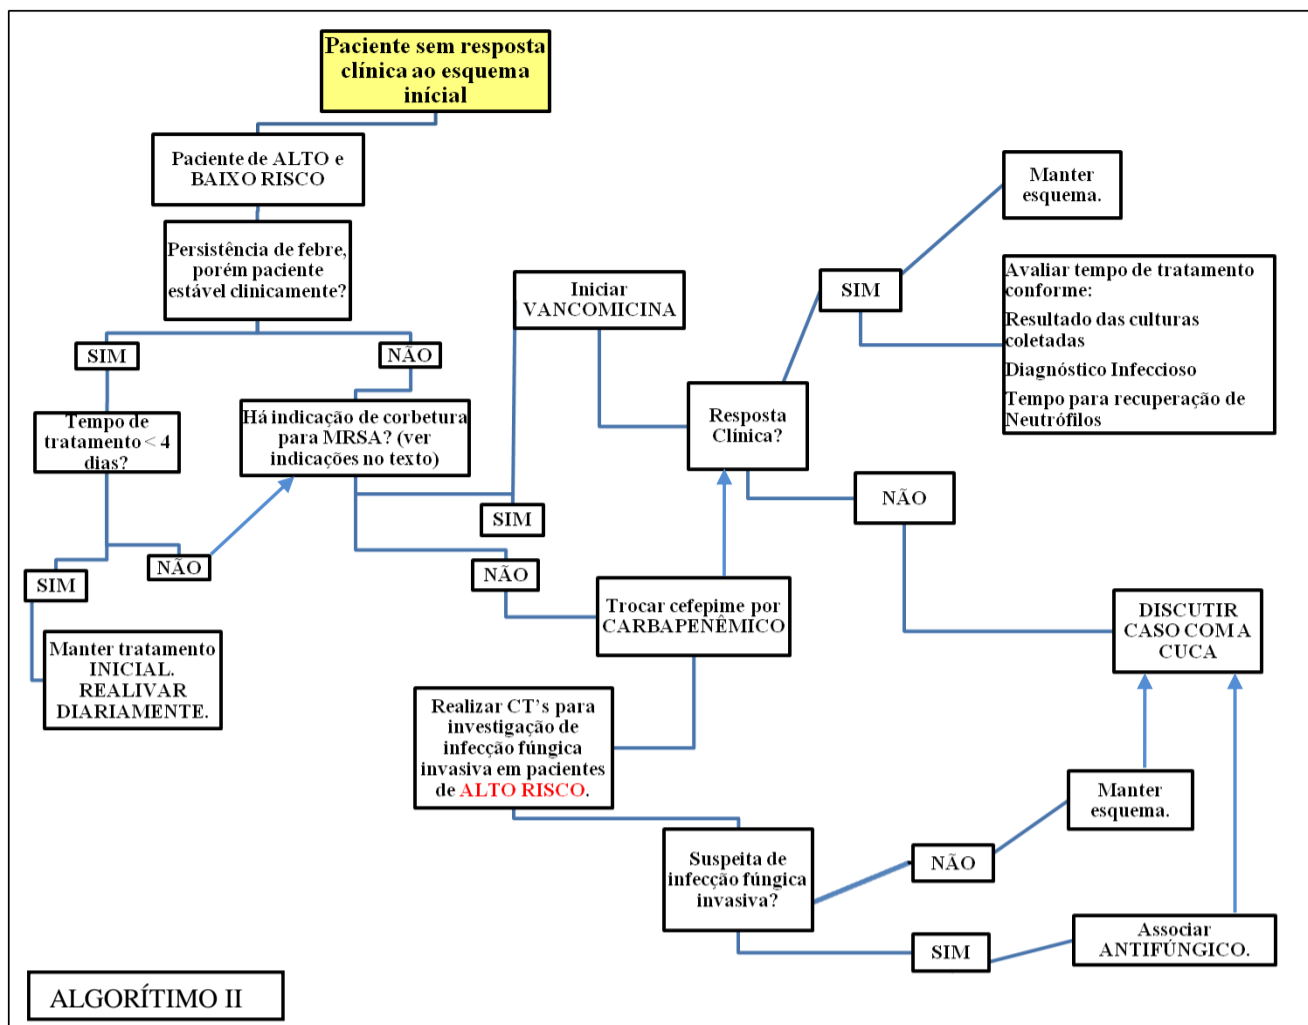 Paciente sem resposta
clínica ao esquema
inícial
Paciente de ALTO e
BAIXO RISCO
Persistência de febre,
porém paciente
estável clinicamente?
SIM
NÃO
Tempo de
tratamento < 4
dias?
Há indicação de corbetura
para MRSA? (ver
indicações no texto)
SIM
NÃO
Manter tratamento
INICIAL.
REALIVAR
DIARIAMENTE.
SIM
NÃO
Iniciar
VANCOMICINA
Trocar cefepime por
CARBAPENÊMICO
Resposta
Clínica?
SIM
Manter
esquema.
Avaliar tempo de tratamento
conforme:
Resultado das culturas
coletadas
Diagnóstico Infeccioso
Tempo para recuperação de
Neutrófilos
NÃO
DISCUTIR
CASO COM A
CUCA
Realizar CT’s para
investigação de
infecção fúngica
invasiva em pacientes
de ALTO RISCO.
Suspeita de
infecção fúngica
invasiva?
NÃO
Manter
esquema.
SIM
Associar
ANTIFÚNGICO.
ALGORÍTIMO II